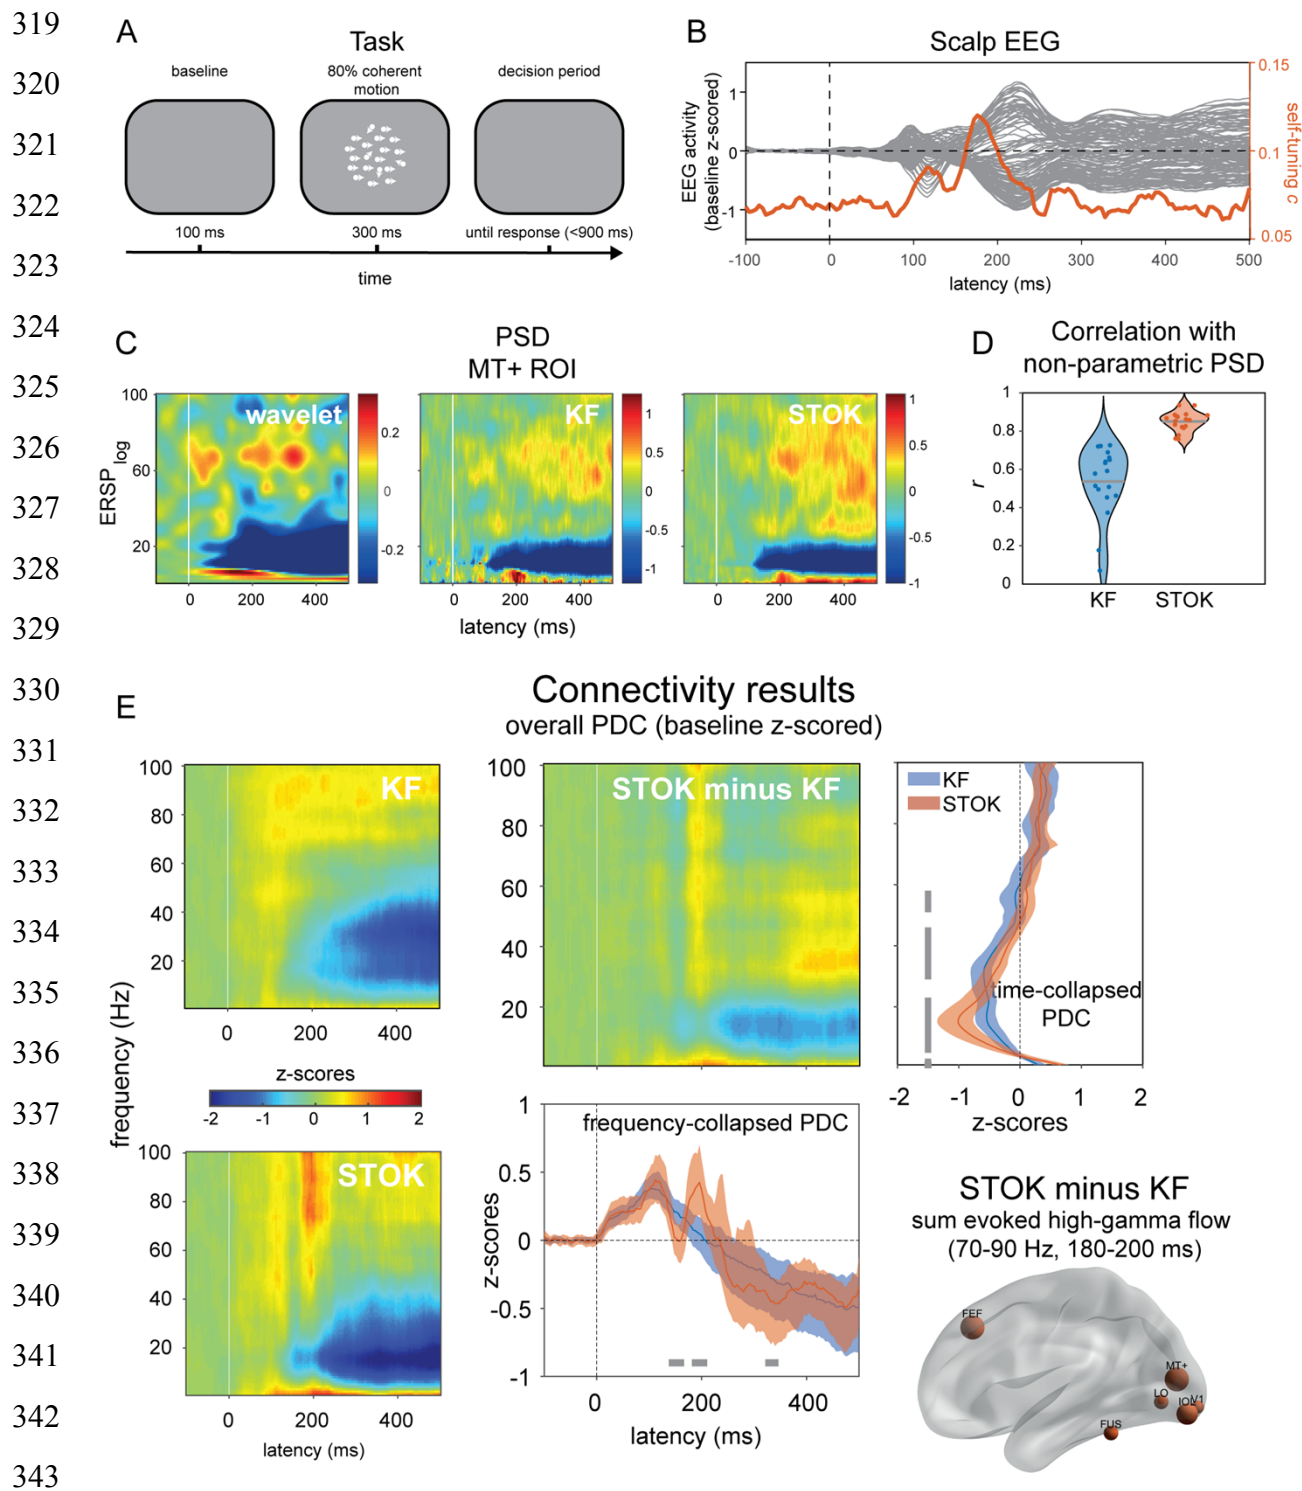 319
320
321
322
323
324
325
326
327
328
329
330
331
332
333
334
335
336
337
338
339
340
341
342
343
A
Task
baseline
80% coherent
motion
decision period
100 ms
300 ms
until response (<900 ms)
time
B
Scalp EEG
EEG activity
(baseline z-scored)
1
0
-1
0.15
0.1
0.05
self-tuning c
-100 0 100 200 300 400 500
latency (ms)
C
PSD
MT+ ROI
ERSP log
100
60
20
wavelet
0.2
0
-0.2
KF
1
0.5
0
-0.5
-1
STOK
1
0.5
0
-0.5
-1
0 200 400
0 200 400
0 200 400
latency (ms)
D
Correlation with
non-parametric PSD
r
1
0.8
0.6
0.4
0.2
0
KF STOK
E
Connectivity results
overall PDC (baseline z-scored)
frequency (Hz)
KF
100
80
60
40
20
0 200 400
z-scores
-2 -1 0 1 2
STOK
100
80
60
40
20
0 200 400
latency (ms)
STOK minus KF
100
80
60
40
20
frequency-collapsed PDC
z-scores
1
0.5
0
-0.5
-1
0 200 400
latency (ms)
KF
STOK
time-collapsed
PDC
-2 -1 0 1 2
z-scores
STOK minus KF
sum evoked high-gamma flow
(70-90 Hz, 180-200 ms)
FEF
MT+
LO
IOL
V1
FUS